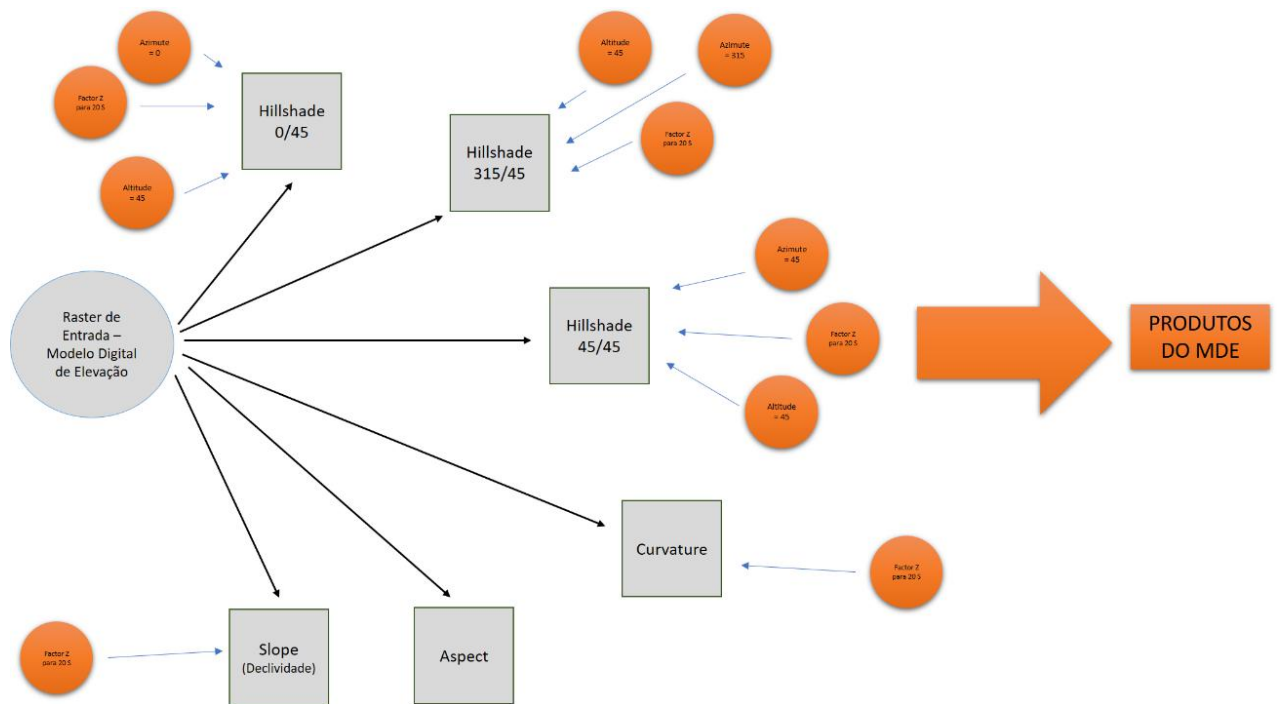 Azimute
= 0
Factor Z
para 20 S
Altitude
= 45
Hillshade
0/45
Altitude
= 45
Azimute
= 315
Factor Z
para 20 S
Hillshade
315/45
Raster de
Entrada –
Modelo Digital
de Elevação
Azimute
= 45
Factor Z
para 20 S
Altitude
= 45
Hillshade
45/45
PRODUTOS
DO MDE
Curvature
Factor Z
para 20 S
Factor Z
para 20 S
Slope
(Declividade)
Aspect